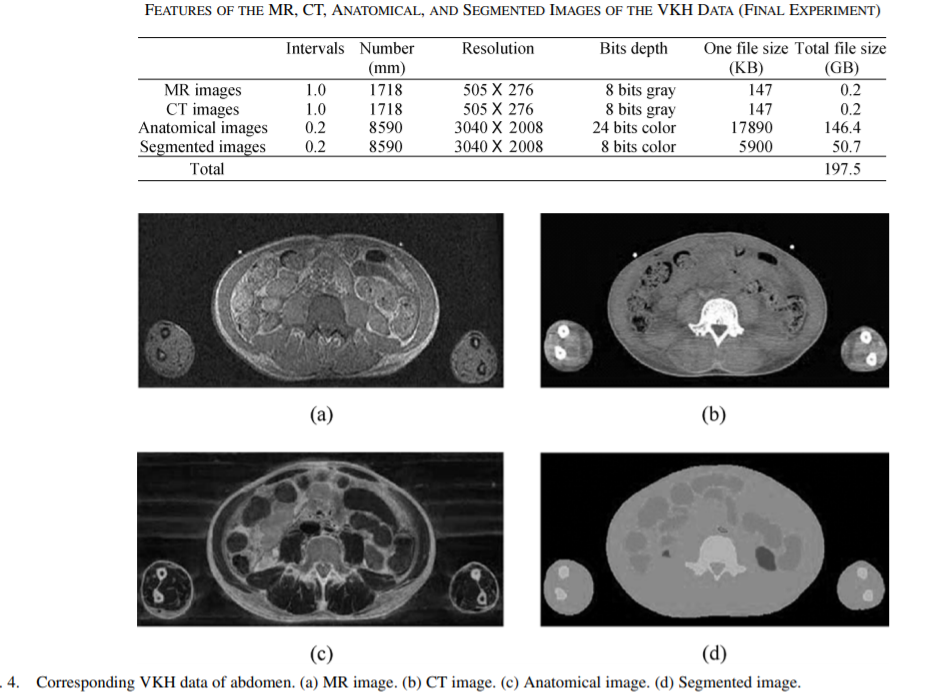 FEATURES OF THE MR, CT, ANATOMICAL, AND SEGMENTED IMAGES OF THE VKH DATA (FINAL EXPERIMENT)
Intervals Number Resolution Bits depth One file size Total file size
(mm) (KB) (GB)
MR images 1.0 1718 505 X 276 8 bits gray 147 0.2
CT images 1.0 1718 505 X 276 8 bits gray 147 0.2
Anatomical images 0.2 8590 3040 X 2008 24 bits color 17890 146.4
Segmented images 0.2 8590 3040 X 2008 8 bits color 5900 50.7
Total 197.5
(a) (b)
(c) (d)
. 4. Corresponding VKH data of abdomen. (a) MR image. (b) CT image. (c) Anatomical image. (d) Segmented image.